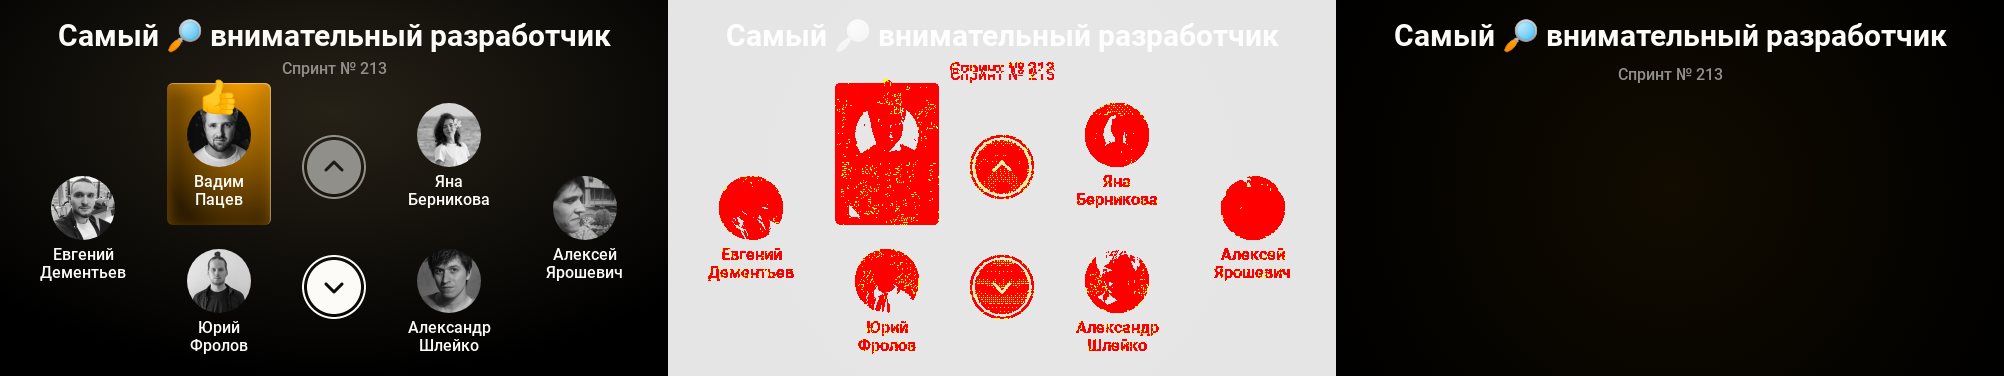 Самый 🔎 внимательный разработчик
Спринт № 213
Вадим
Пацев
Яна
Берникова
Евгений
Дементьев
Алексей
Ярошевич
Юрий
Фролов
Александр
Шлейко
Самый 🔎 внимательный разработчик
Спринт № 213
Яна
Берникова
Евгений
Дементьев
Алексей
Ярошевич
Юрий
Фролов
Александр
Шлейко
Самый 🔎 внимательный разработчик
Спринт № 213